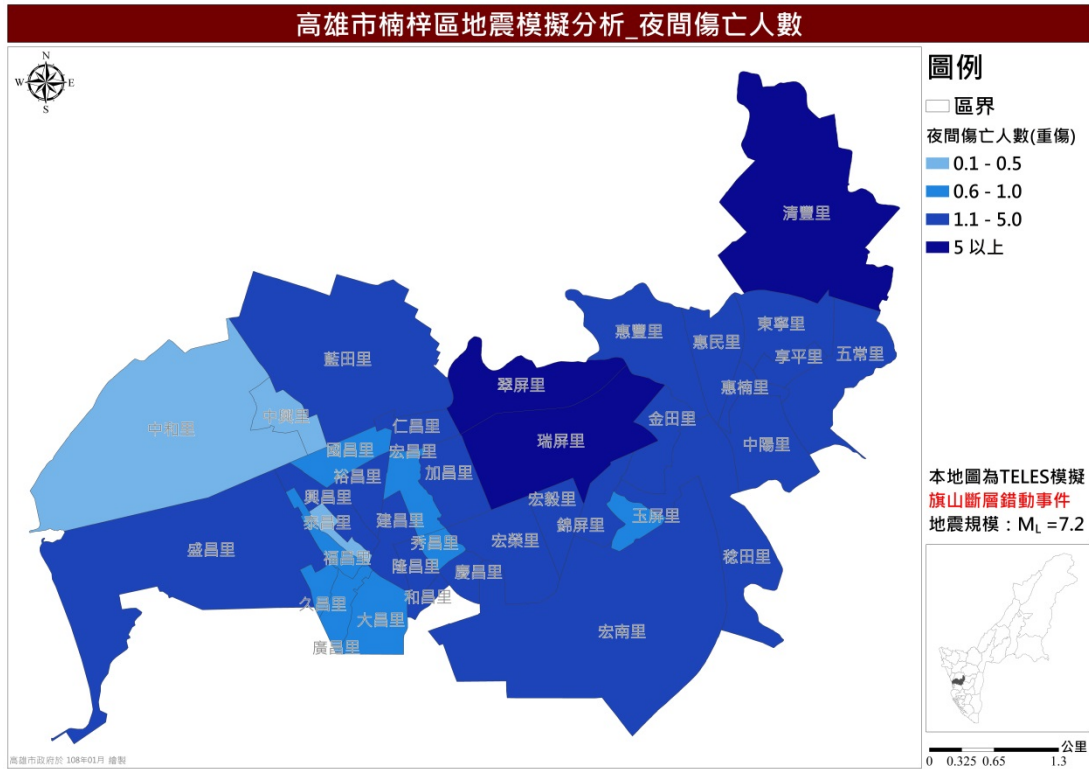 高雄市楠梓區地震模擬分析_夜間傷亡人數
N
W
E
S
圖例
區界
夜間傷亡人數(重傷)
0.1 - 0.5
0.6 - 1.0
1.1 - 5.0
5 以上
清豐里
惠豐里
惠民里
東寧里
享平里
五常里
藍田里
翠屏里
惠楠里
中和里
中興里
仁昌里
金田里
瑞屏里
中陽里
國昌里
宏昌里
裕昌里
加昌里
興昌里
宏毅里
泰昌里
建昌里
錦屏里
玉屏里
盛昌里
秀昌里
宏榮里
福昌里
隆昌里
慶昌里
稔田里
久昌里
和昌里
大昌里
宏南里
廣昌里
本地圖為TELES模擬
旗山斷層錯動事件
地震規模：ML =7.2
公里
0 0.325 0.65 1.3
高雄市政府於 108年01月 繪製